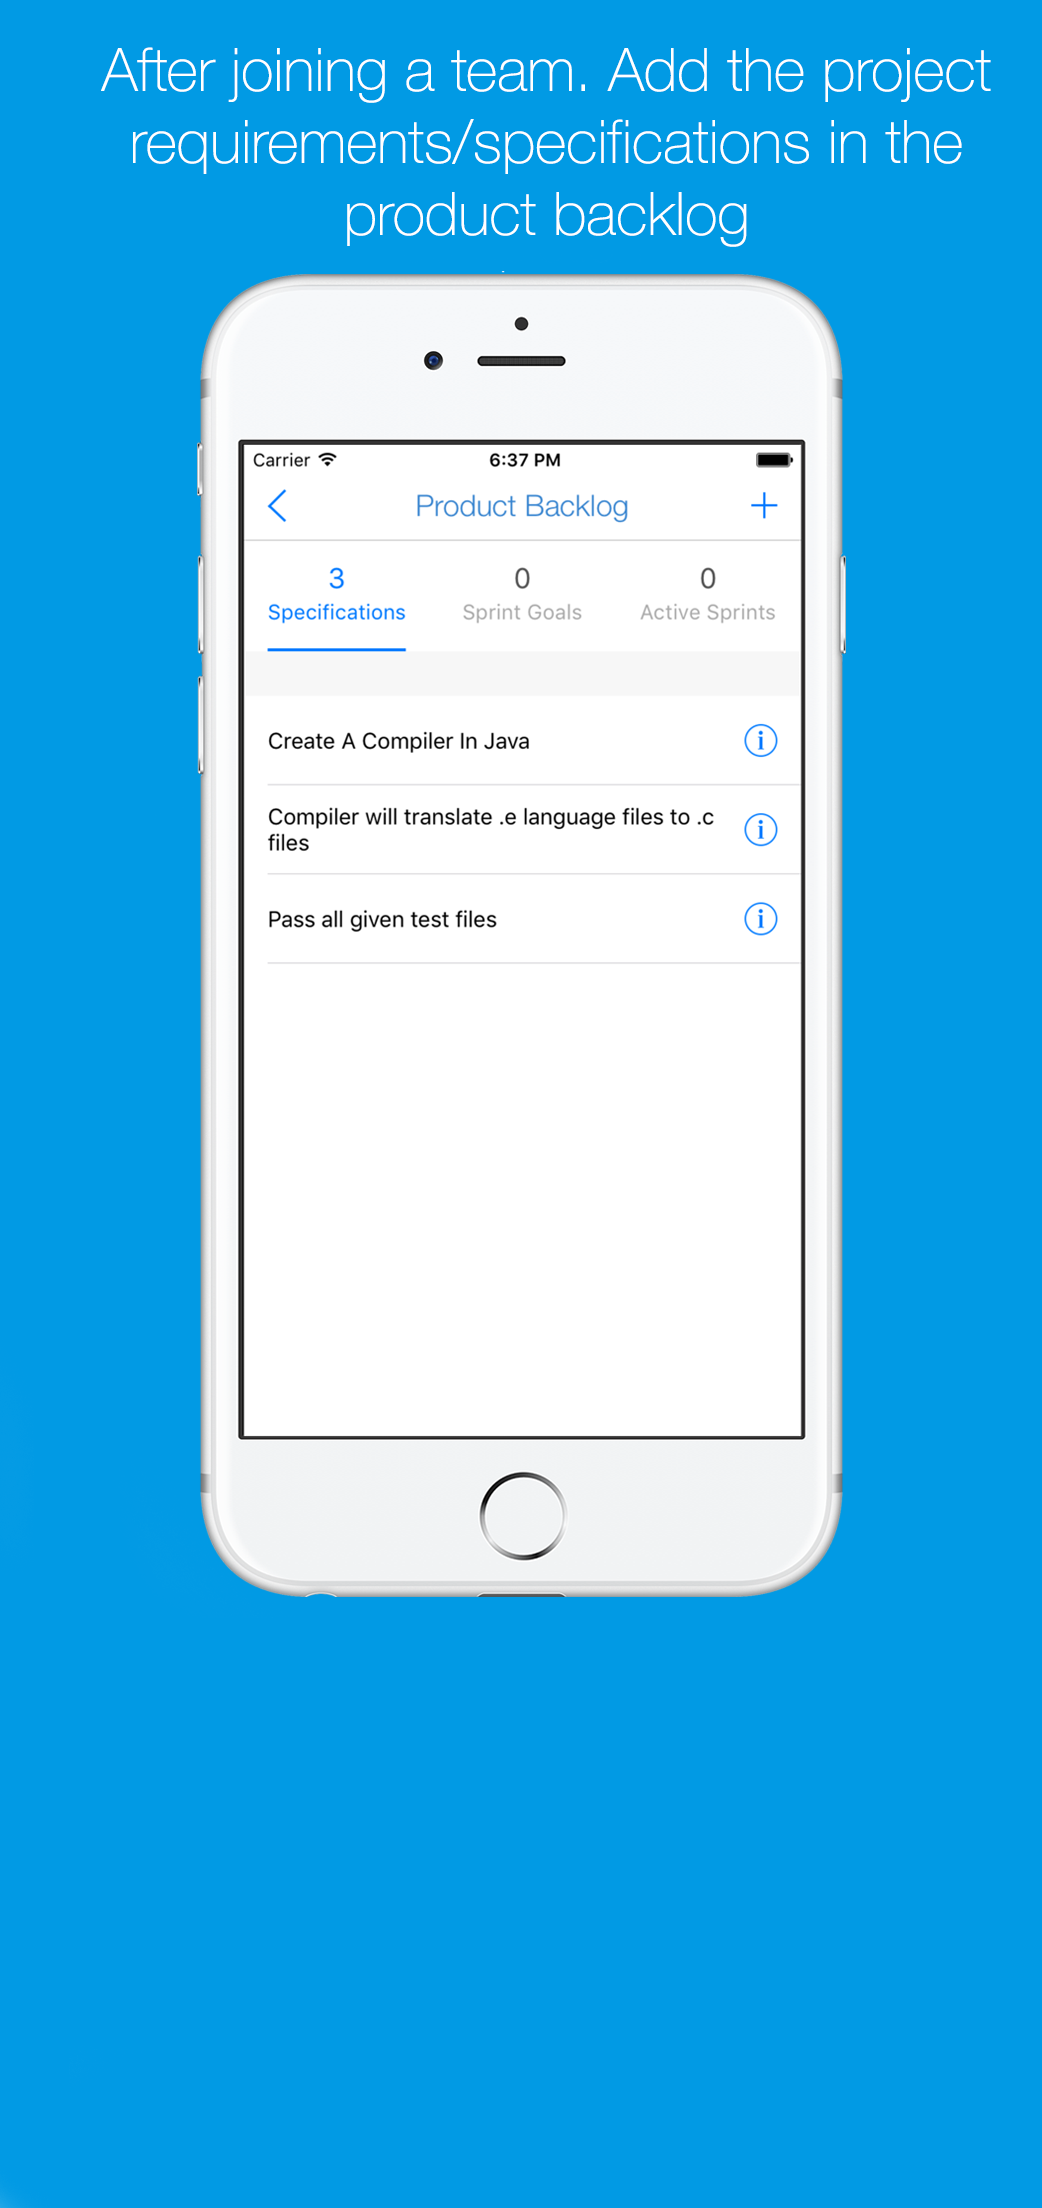 After joining a team. Add the project
requirements/specifications in the
product backlog
Carrier 6:37 PM
Product Backlog
3 0 0
Specifications Sprint Goals Active Sprints
Create A Compiler In Java
Compiler will translate .e language files to .c
files
Pass all given test files